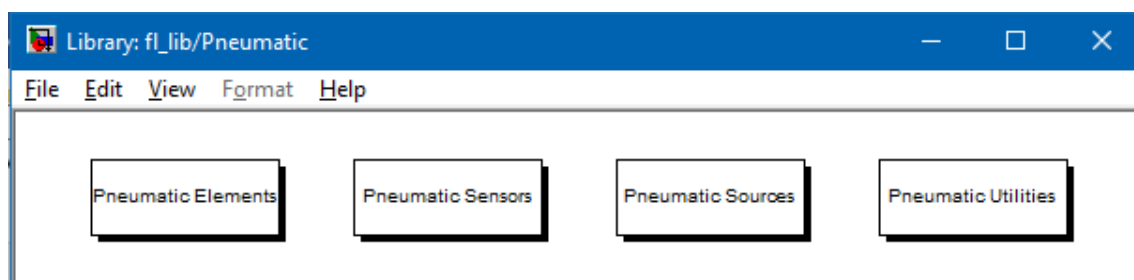 Library: fl_lib/Pneumatic
File Edit View Format Help
Pneumatic Elements Pneumatic Sensors Pneumatic Sources Pneumatic Utilities